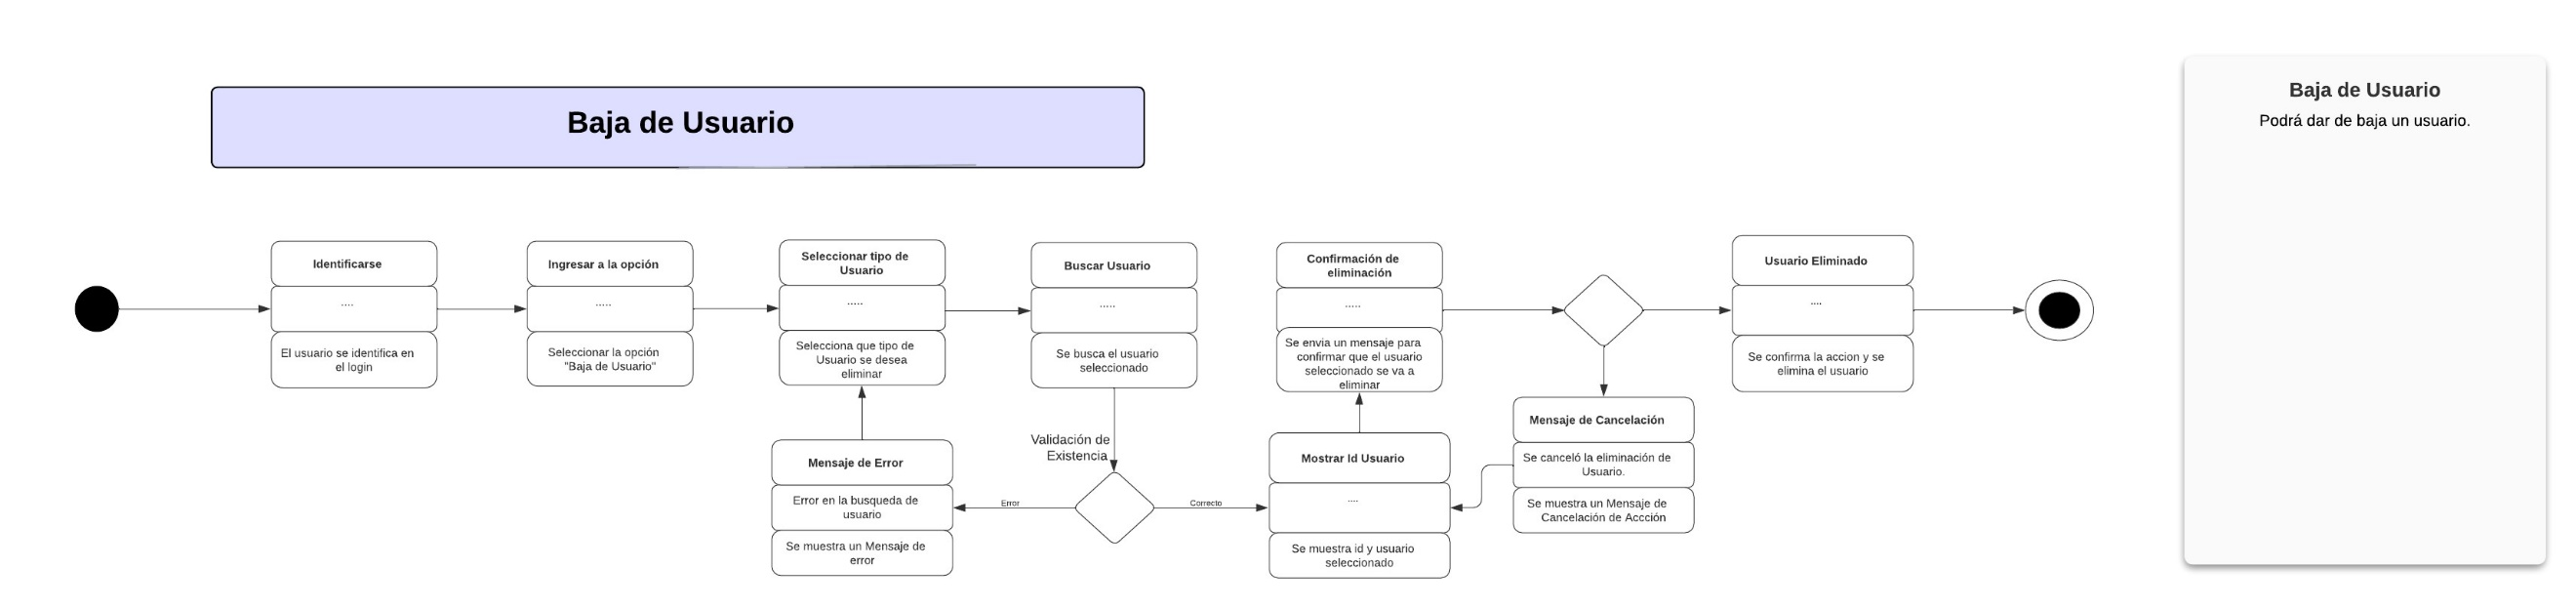 Baja de Usuario
Baja de Usuario
Podrá dar de baja un usuario.
Identificarse
....
El usuario se identifica en
el login
Ingresar a la opción
.....
Seleccionar la opción
"Baja de Usuario"
Seleccionar tipo de
Usuario
.....
Selecciona que tipo de
Usuario se desea
eliminar
Buscar Usuario
.....
Se busca el usuario
seleccionado
Validación de
Existencia
Error
Correcto
Mensaje de Error
Error en la busqueda de
usuario
Se muestra un Mensaje de
error
Mostrar Id Usuario
....
Se muestra id y usuario
seleccionado
Confirmación de
eliminación
.....
Se envia un mensaje para
confirmar que el usuario
seleccionado se va a
eliminar
Mensaje de Cancelación
Se canceló la eliminación de
Usuario.
Se muestra un Mensaje de
Cancelación de Accción
Usuario Eliminado
....
Se confirma la accion y se
elimina el usuario